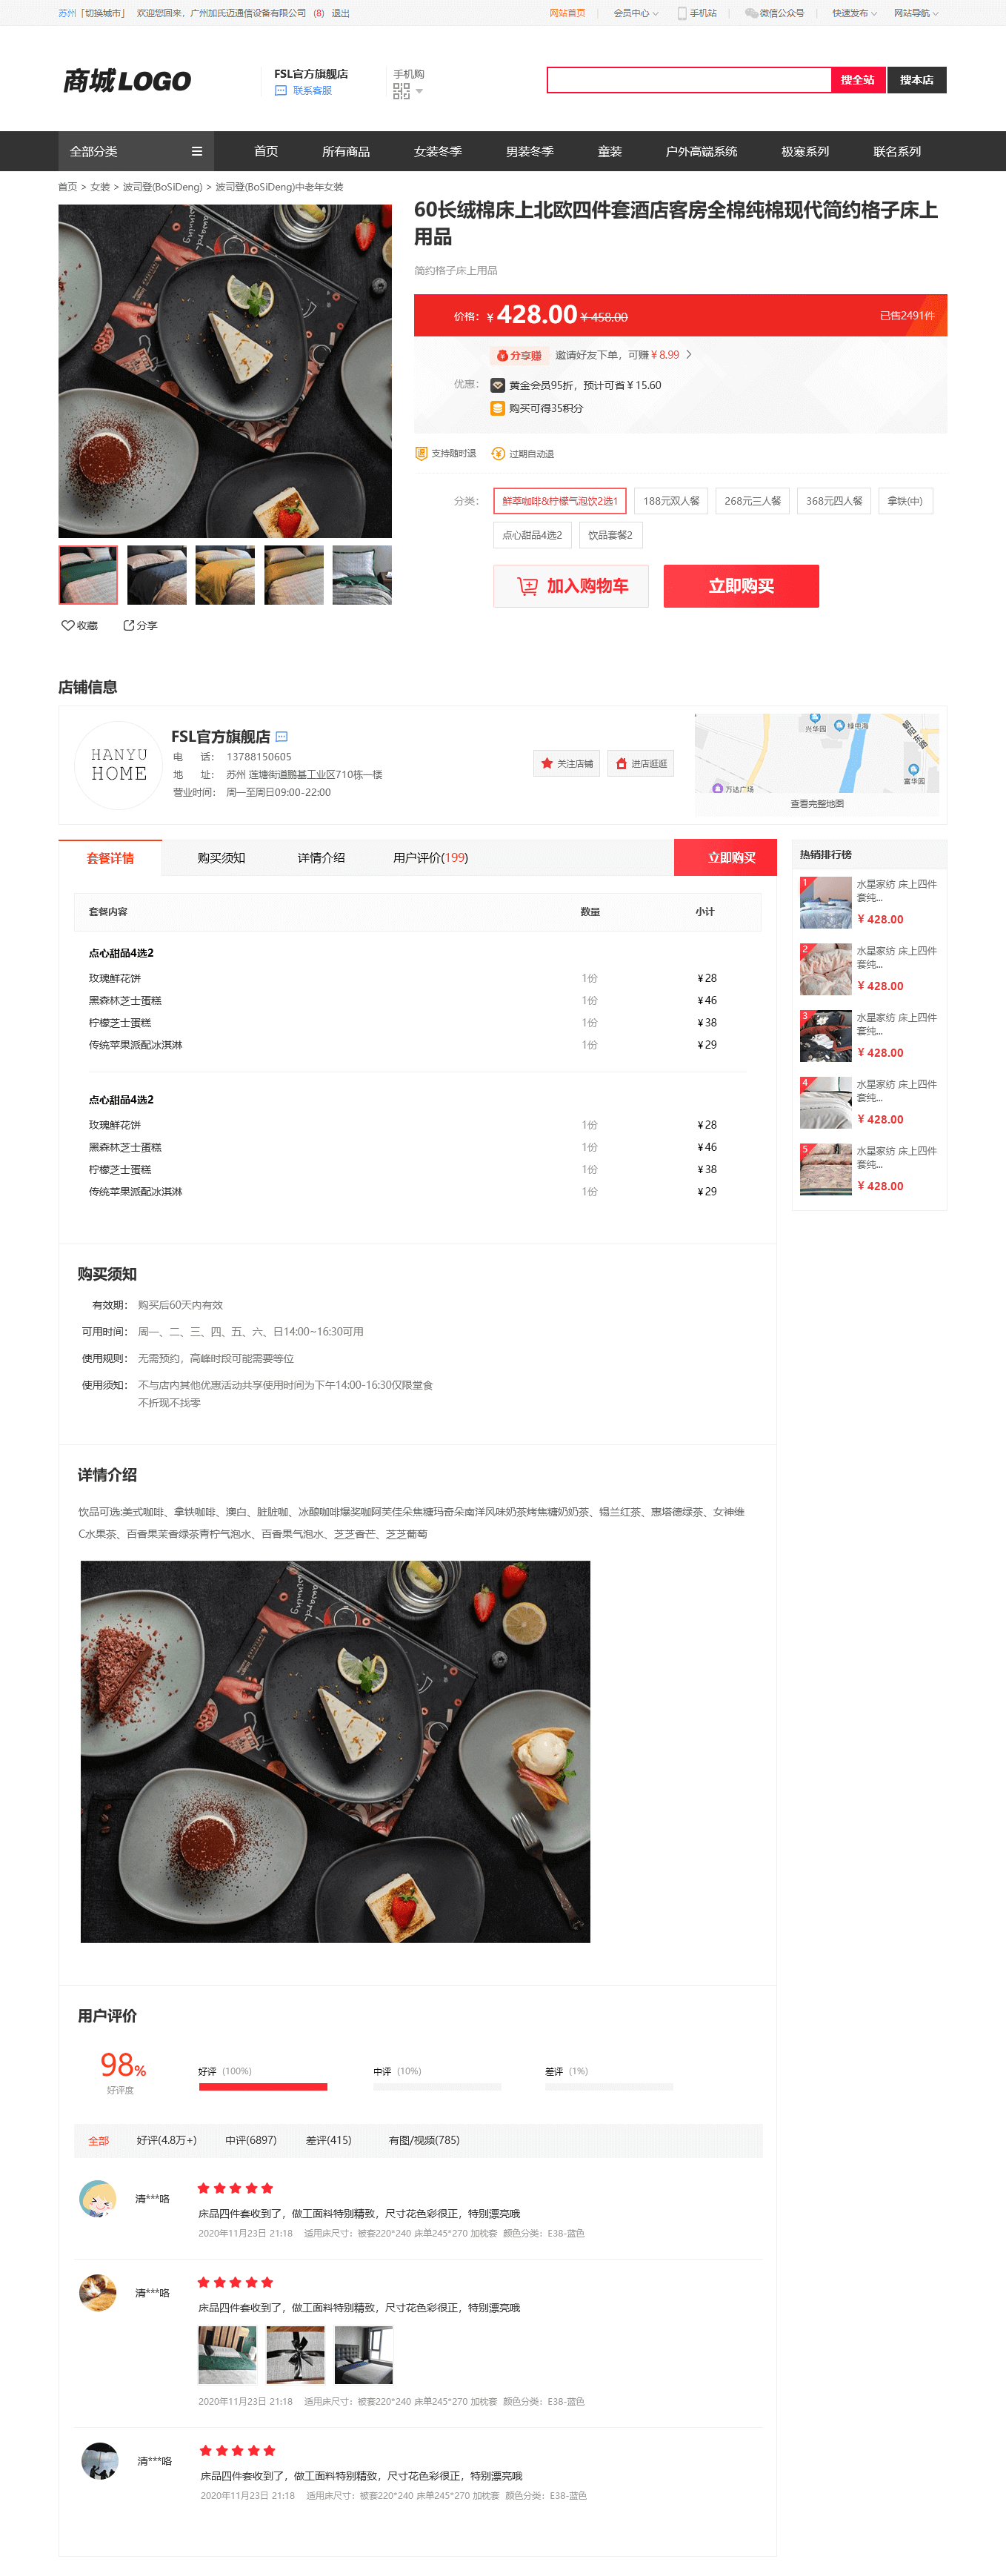 苏州「切换城市」 欢迎您回来，广州加氏迈通信设备有限公司 (8) 退出
网站首页 会员中心 手机站 微信公众号 快速发布 网站导航
商城LOGO
FSL官方旗舰店
联系客服
手机购
搜全站 搜本店
全部分类 首页 所有商品 女装冬季 男装冬季 童装 户外高端系统 极寒系列 联名系列
首页 > 女装 > 波司登(BoSiDeng) > 波司登(BoSiDeng)中老年女装
60长绒棉床上北欧四件套酒店客房全棉纯棉现代简约格子床上
用品
简约格子床上用品
价格：¥ 428.00 ¥ 458.00 已售2491件
分享赚 邀请好友下单，可赚 ¥ 8.99
优惠： 黄金会员95折，预计可省 ¥ 15.60
购买可得35积分
支持随时退 过期自动退
分类： 鲜萃咖啡&柠檬气泡饮2选1 188元双人餐 268元三人餐 368元四人餐 拿铁(中)
点心甜品4选2 饮品套餐2
加入购物车 立即购买
收藏 分享
店铺信息
HANYU
HOME
FSL官方旗舰店
电 话： 13788150605
地 址： 苏州 莲塘街道鹏基工业区710栋一楼
营业时间： 周一至周日09:00-22:00
关注店铺 进店逛逛
兴华园
富华园
万达广场
查看完整地图
套餐详情 购买须知 详情介绍 用户评价(199) 立即购买
套餐内容 数量 小计
点心甜品4选2
玫瑰鲜花饼 1份 ¥ 28
黑森林芝士蛋糕 1份 ¥ 46
柠檬芝士蛋糕 1份 ¥ 38
传统苹果派配冰淇淋 1份 ¥ 29
点心甜品4选2
玫瑰鲜花饼 1份 ¥ 28
黑森林芝士蛋糕 1份 ¥ 46
柠檬芝士蛋糕 1份 ¥ 38
传统苹果派配冰淇淋 1份 ¥ 29
热销排行榜
1
水星家纺 床上四件
套纯...
¥ 428.00
2
水星家纺 床上四件
套纯...
¥ 428.00
3
水星家纺 床上四件
套纯...
¥ 428.00
4
水星家纺 床上四件
套纯...
¥ 428.00
5
水星家纺 床上四件
套纯...
¥ 428.00
购买须知
有效期： 购买后60天内有效
可用时间： 周一、二、三、四、五、六、日14:00~16:30可用
使用规则： 无需预约，高峰时段可能需要等位
使用须知： 不与店内其他优惠活动共享使用时间为下午14:00-16:30仅限堂食
不折现不找零
详情介绍
饮品可选:美式咖啡、拿铁咖啡、澳白、脏脏咖、冰酿咖啡爆奖咖阿芙佳朵焦糖玛奇朵南洋风味奶茶烤焦糖奶奶茶、锡兰红茶、惠塔德绿茶、女神维
C水果茶、百香果茉香绿茶青柠气泡水、百香果气泡水、芝芝香芒、芝芝葡萄
用户评价
98%
好评度
好评 (100%) 中评 (10%) 差评 (1%)
全部 好评(4.8万+) 中评(6897) 差评(415) 有图/视频(785)
清***咯
床品四件套收到了，做工面料特别精致，尺寸花色彩很正，特别漂亮哦
2020年11月23日 21:18 适用床尺寸：被套220*240 床单245*270 加枕套 颜色分类：E38-蓝色
清***咯
床品四件套收到了，做工面料特别精致，尺寸花色彩很正，特别漂亮哦
2020年11月23日 21:18 适用床尺寸：被套220*240 床单245*270 加枕套 颜色分类：E38-蓝色
清***咯
床品四件套收到了，做工面料特别精致，尺寸花色彩很正，特别漂亮哦
2020年11月23日 21:18 适用床尺寸：被套220*240 床单245*270 加枕套 颜色分类：E38-蓝色